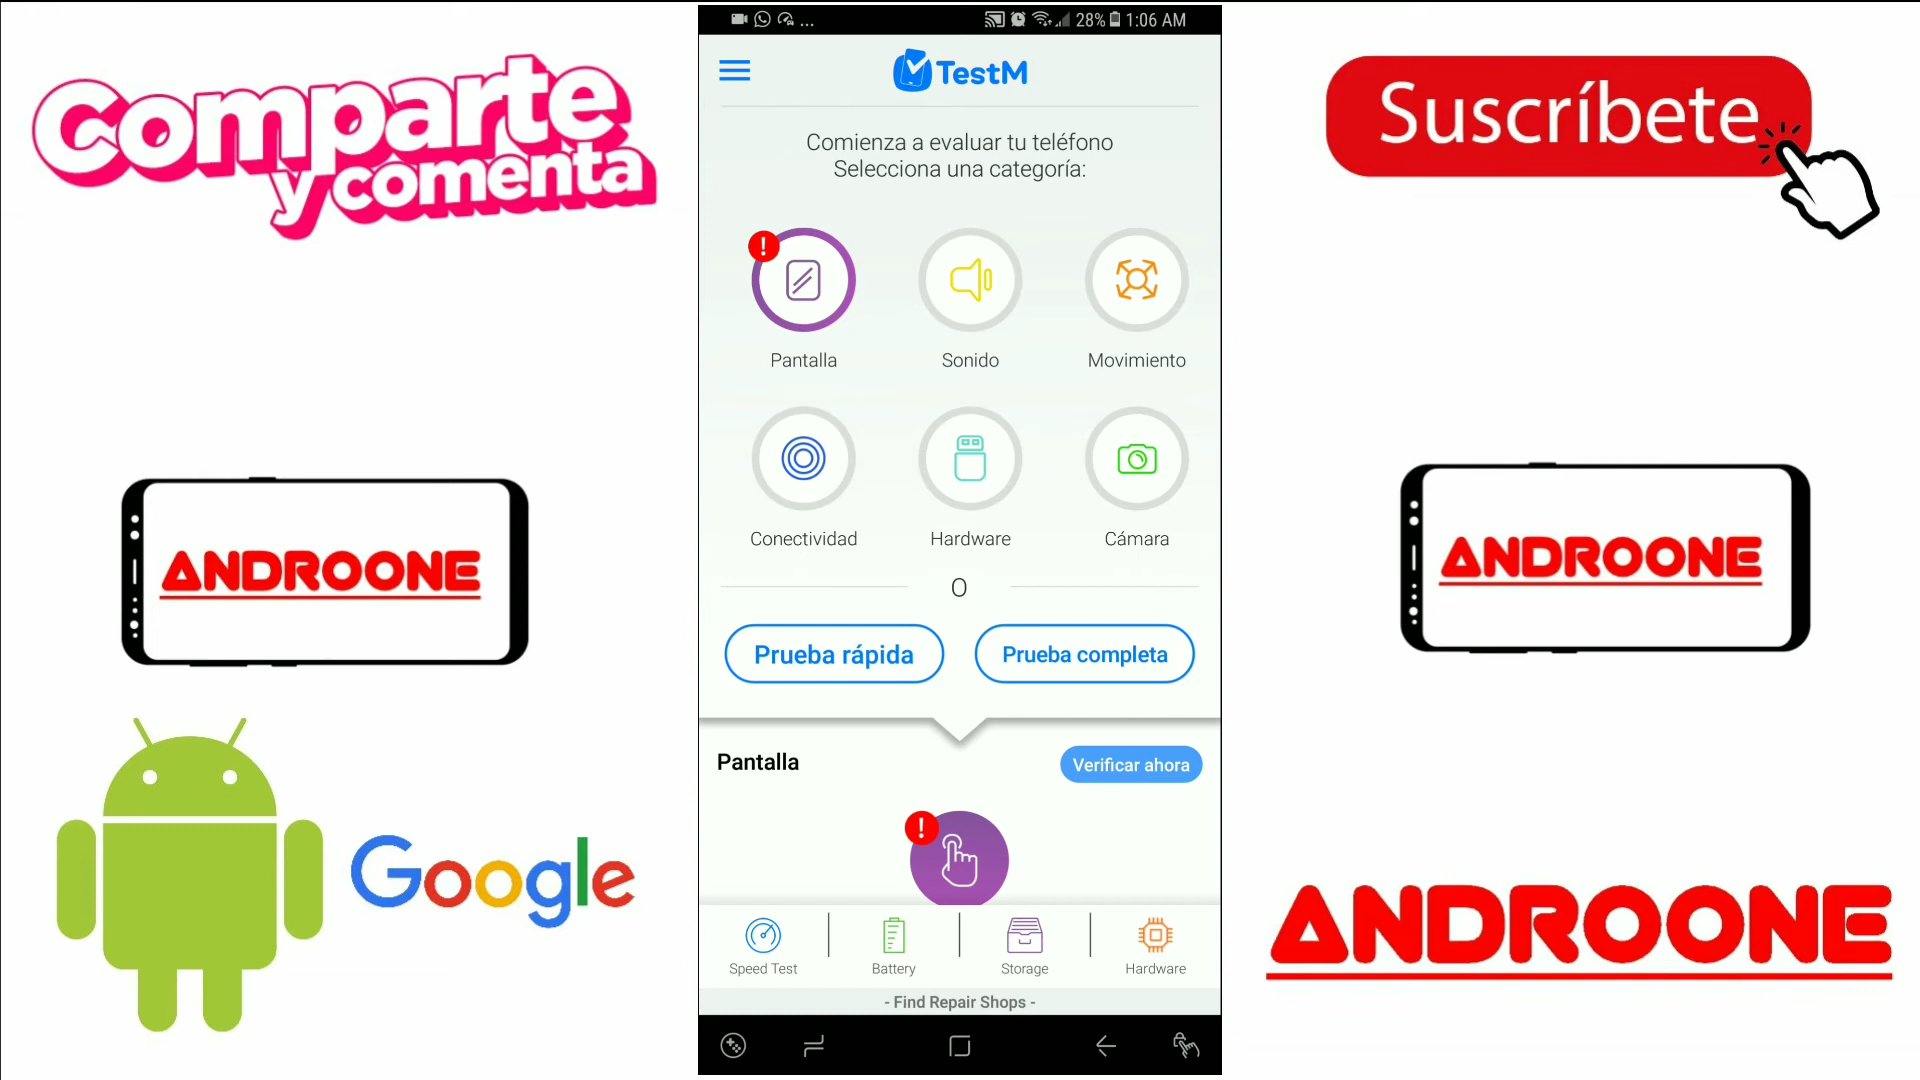 Comparte
y comenta
Suscríbete
28% 1:06 AM
TestM
Comienza a evaluar tu teléfono
Selecciona una categoría:
Pantalla
Sonido
Movimiento
Conectividad
Hardware
Cámara
O
Prueba rápida
Prueba completa
ANDROONE
ANDROONE
Pantalla
Verificar ahora
Google
ANDROONE
Speed Test
Battery
Storage
Hardware
- Find Repair Shops -